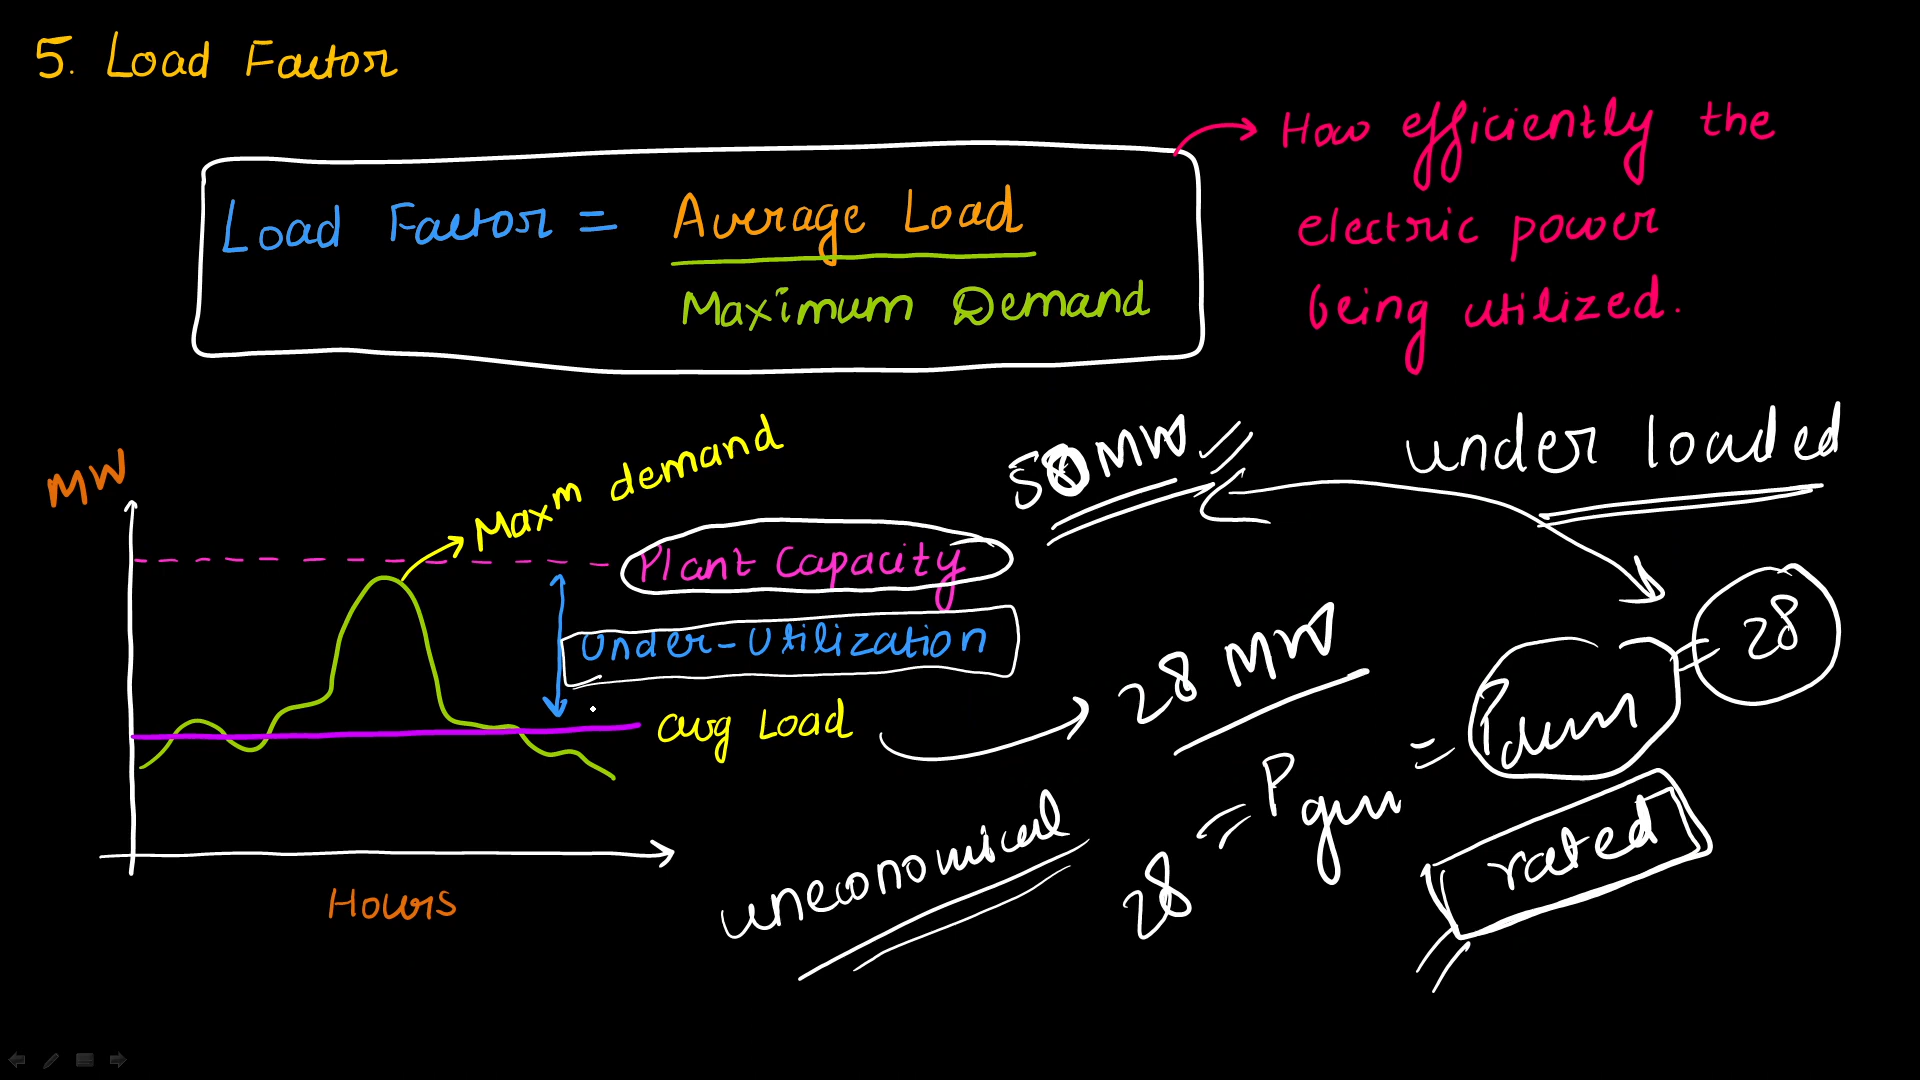 5. Load Factor
Load Factor = Average Load
Maximum Demand
How efficiently the
electric power
being utilized.
MW
Maxm demand
Plant Capacity
Under-Utilization
avg Load
Hours
50 MW
under loaded
28 MW
28 = Pgen = Pdem = 28
rated
uneconomical